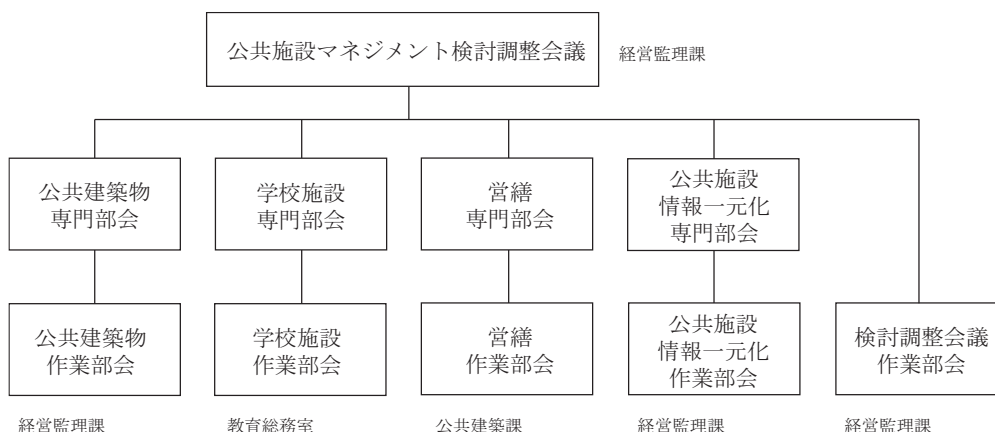 公共施設マネジメント検討調整会議
経営監理課
公共建築物
専門部会
学校施設
専門部会
営繕
専門部会
公共施設
情報一元化
専門部会
公共建築物
作業部会
学校施設
作業部会
営繕
作業部会
公共施設
情報一元化
作業部会
検討調整会議
作業部会
経営監理課
教育総務室
公共建築課
経営監理課
経営監理課